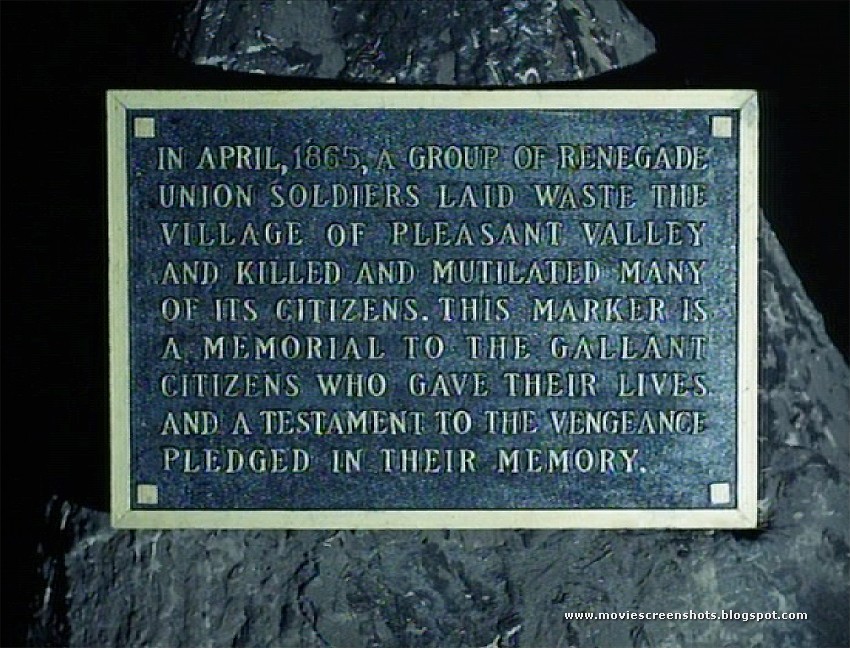 IN APRIL, 1865, A GROUP OF RENEGADE
UNION SOLDIERS LAID WASTE THE
VILLAGE OF PLEASANT VALLEY
AND KILLED AND MUTILATED MANY
OF ITS CITIZENS. THIS MARKER IS
A MEMORIAL TO THE GALLANT
CITIZENS WHO GAVE THEIR LIVES
AND A TESTAMENT TO THE VENGEANCE
PLEDGED IN THEIR MEMORY.
www.moviescreenshots.blogspot.com